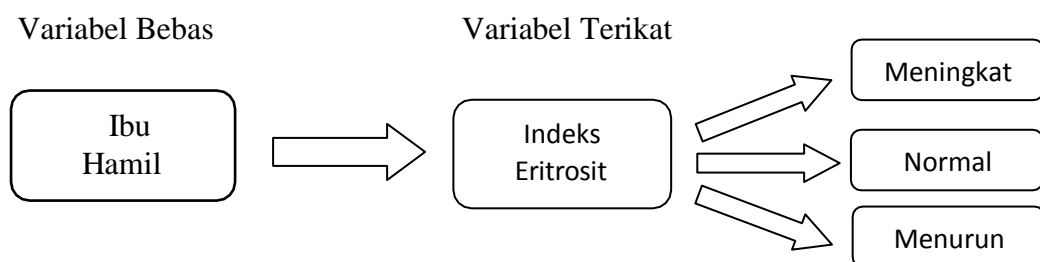 Variabel Bebas
Variabel Terikat
Ibu
Hamil
Indeks
Eritrosit
Meningkat
Normal
Menurun